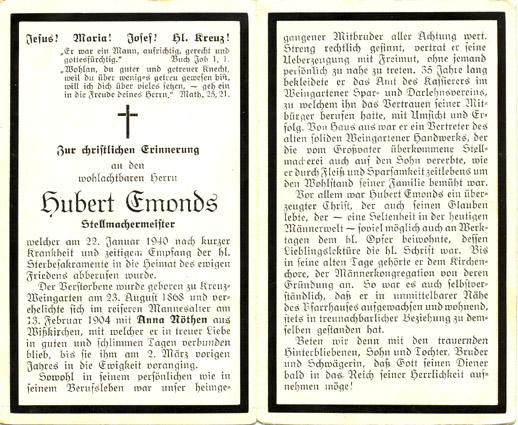 Jesus! Maria! Josef! Hl. Kreuz!
„Er war ein Mann, aufrichtig, gerecht und
gottesfürchtig.“ Buch Job 1, 1.
„Wohlan, du guter und getreuer Knecht,
weil du über weniges getreu gewesen bist,
will ich dich über vieles setzen, — geh ein
in die Freude deines Herrn.“ Math. 25, 21.
Zur christlichen Erinnerung
an den
wohlachtbaren Herrn
Hubert Emonds
Stellmachermeister
welcher am 22. Januar 1940 nach kurzer
Krankheit und zeitigem Empfang der hl.
Sterbesakramente in die Heimat des ewigen
Friedens abberufen wurde.
Der Verstorbene wurde geboren zu Kreuz-
Weingarten am 23. August 1868 und ver-
ehelichte sich im reiferen Mannesalter am
13. Februar 1904 mit Anna Nöthen aus
Wißkirchen, mit welcher er in treuer Liebe
in guten und schlimmen Tagen verbunden
blieb, bis sie ihm am 2. März vorigen
Jahres in die Ewigkeit voranging.
Sowohl in seinem persönlichen wie in
seinem Berufsleben war unser heimge-
gangener Mitbruder aller Achtung wert.
Streng rechtlich gesinnt, vertrat er seine
Ueberzeugung mit Freimut, ohne jemand
persönlich zu nahe zu treten. 35 Jahre lang
bekleidete er das Amt des Kassierers im
Weingartener Spar- und Darlehnsvereins,
zu welchem ihn das Vertrauen seiner Mit-
bürger berufen hatte, mit Umsicht und Er-
folg. Von Haus aus war er ein Vertreter des
alten soliden Weingartener Handwerks, der
die vom Großvater überkommene Stell-
macherei auch auf den Sohn vererbte, wie
er durch Fleiß und Sparsamkeit zeitlebens um
den Wohlstand seiner Familie bemüht war.
Vor allem war Hubert Emonds ein über-
zeugter Christ, der auch seinen Glauben
lebte, der — eine Seltenheit in der heutigen
Männerwelt — soviel möglich auch an Werk-
tagen dem hl. Opfer beiwohnte, dessen
Lieblingslektüre die hl. Schrift war. Bis
in seine alten Tage gehörte er dem Kirchen-
chore, der Männerkongregation von deren
Gründung an. So war es auch selbstver-
ständlich, daß er in unmittelbarer Nähe
des Pfarrhauses aufgewachsen und wohnend,
stets in treunachbarlicher Beziehung zu dem-
selben gestanden hat.
Beten wir denn mit den trauernden
Hinterbliebenen, Sohn und Tochter, Bruder
und Schwägerin, daß Gott seinen Diener
bald in das Reich seiner Herrlichkeit auf-
nehmen möge!